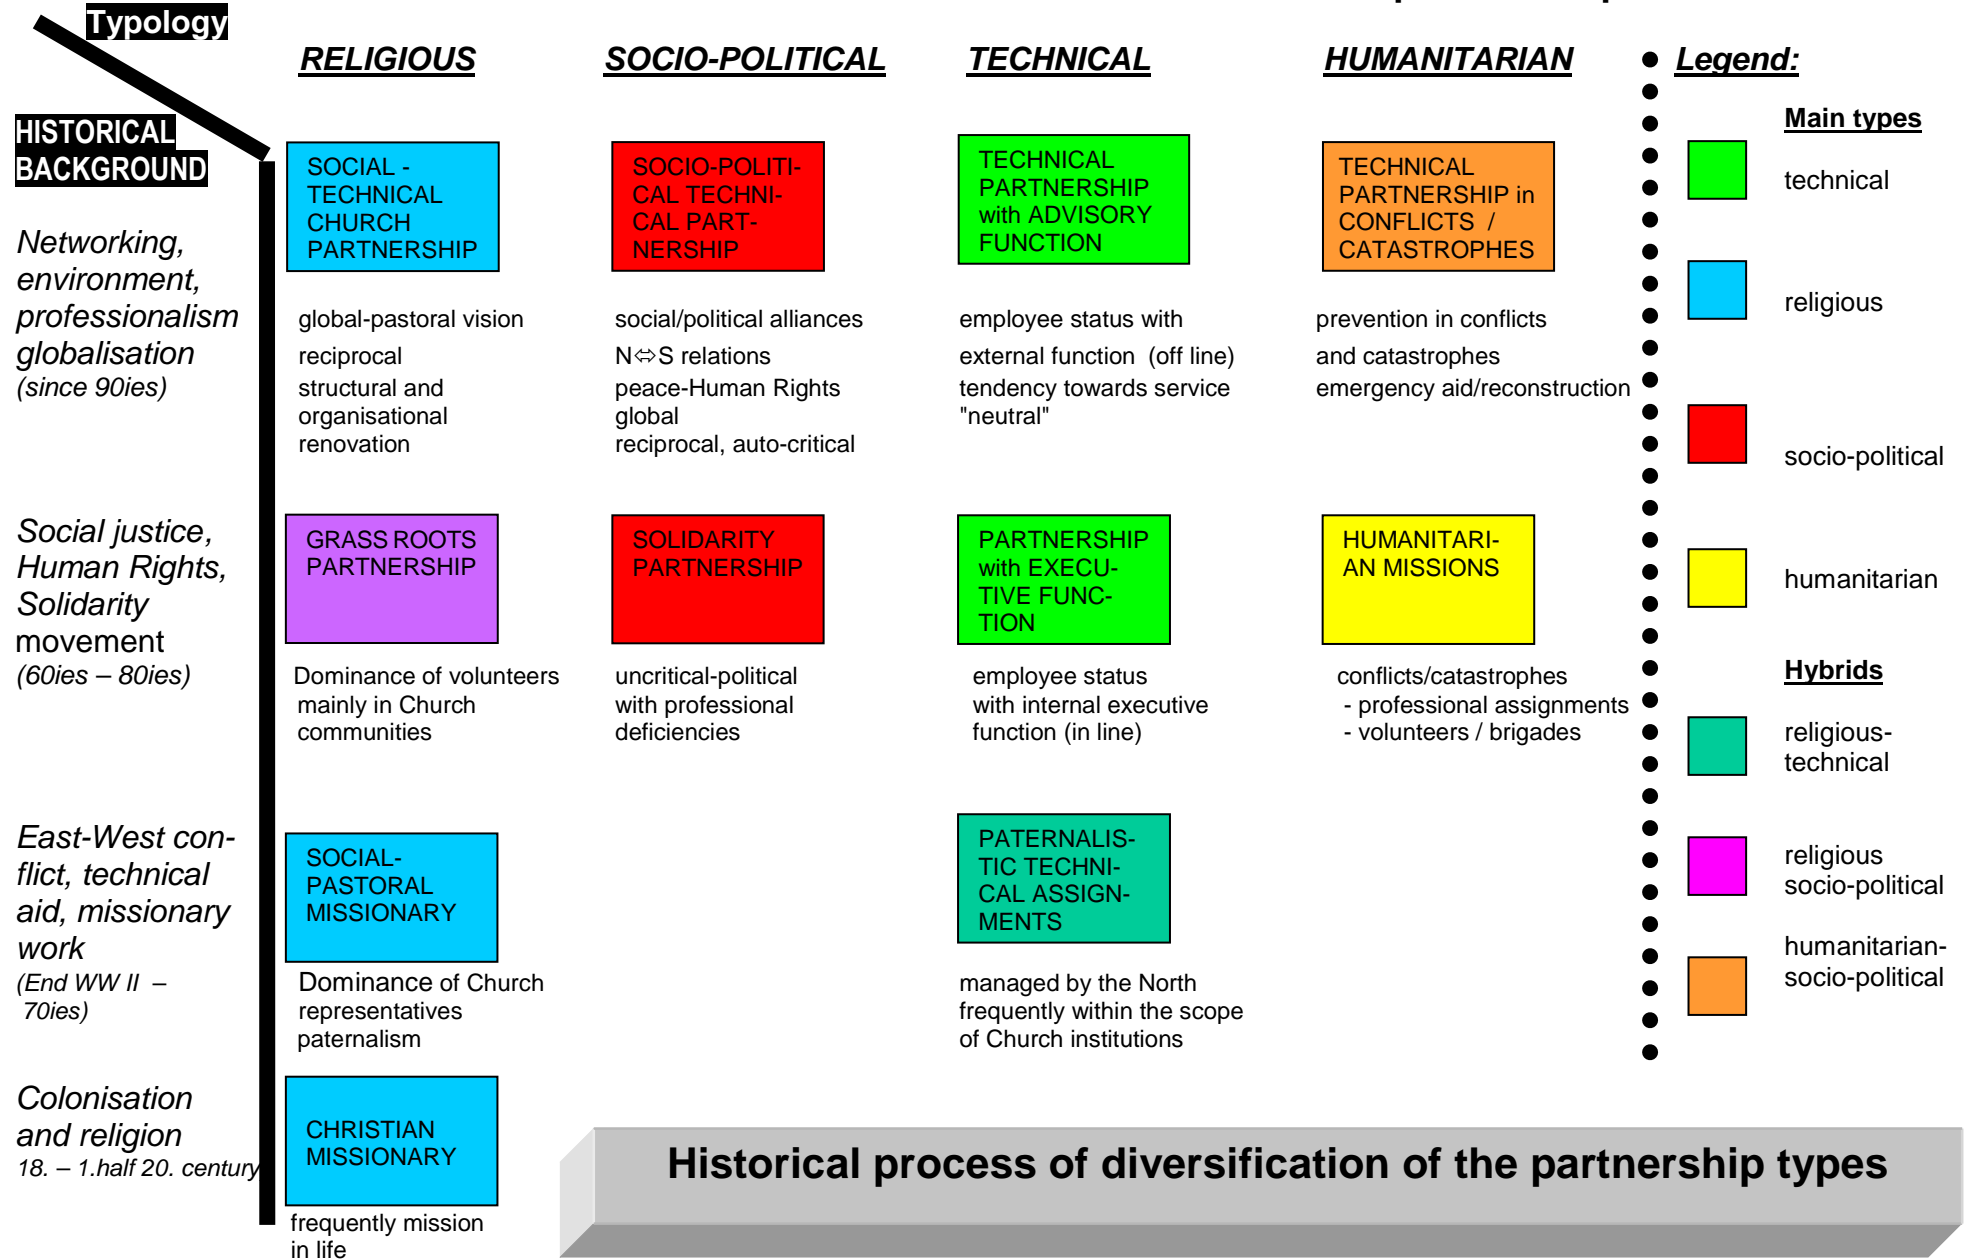 Typology
RELIGIOUS
SOCIO-POLITICAL
TECHNICAL
HUMANITARIAN
Legend:
HISTORICAL
BACKGROUND
Networking,
environment,
professionalism
globalisation
(since 90ies)
SOCIAL -
TECHNICAL
CHURCH
PARTNERSHIP
global-pastoral vision
reciprocal
structural and
organisational
renovation
SOCIO-POLITI-
CAL TECHNI-
CAL PART-
NERSHIP
social/political alliances
N⬄S relations
peace-Human Rights
global
reciprocal, auto-critical
TECHNICAL
PARTNERSHIP
with ADVISORY
FUNCTION
employee status with
external function (off line)
tendency towards service
"neutral"
TECHNICAL
PARTNERSHIP in
CONFLICTS /
CATASTROPHES
prevention in conflicts
and catastrophes
emergency aid/reconstruction
Social justice,
Human Rights,
Solidarity
movement
(60ies – 80ies)
GRASS ROOTS
PARTNERSHIP
Dominance of volunteers
mainly in Church
communities
SOLIDARITY
PARTNERSHIP
uncritical-political
with professional
deficiencies
PARTNERSHIP
with EXECU-
TIVE FUNC-
TION
employee status
with internal executive
function (in line)
HUMANITARI-
AN MISSIONS
conflicts/catastrophes
- professional assignments
- volunteers / brigades
East-West con-
flict, technical
aid, missionary
work
(End WW II –
70ies)
SOCIAL-
PASTORAL
MISSIONARY
Dominance of Church
representatives
paternalism
PATERNALIS-
TIC TECHNI-
CAL ASSIGN-
MENTS
managed by the North
frequently within the scope
of Church institutions
Colonisation
and religion
18. – 1.half 20. century
CHRISTIAN
MISSIONARY
frequently mission
in life
Main types
technical
religious
socio-political
humanitarian
Hybrids
religious-
technical
religious
socio-political
humanitarian-
socio-political
Historical process of diversification of the partnership types